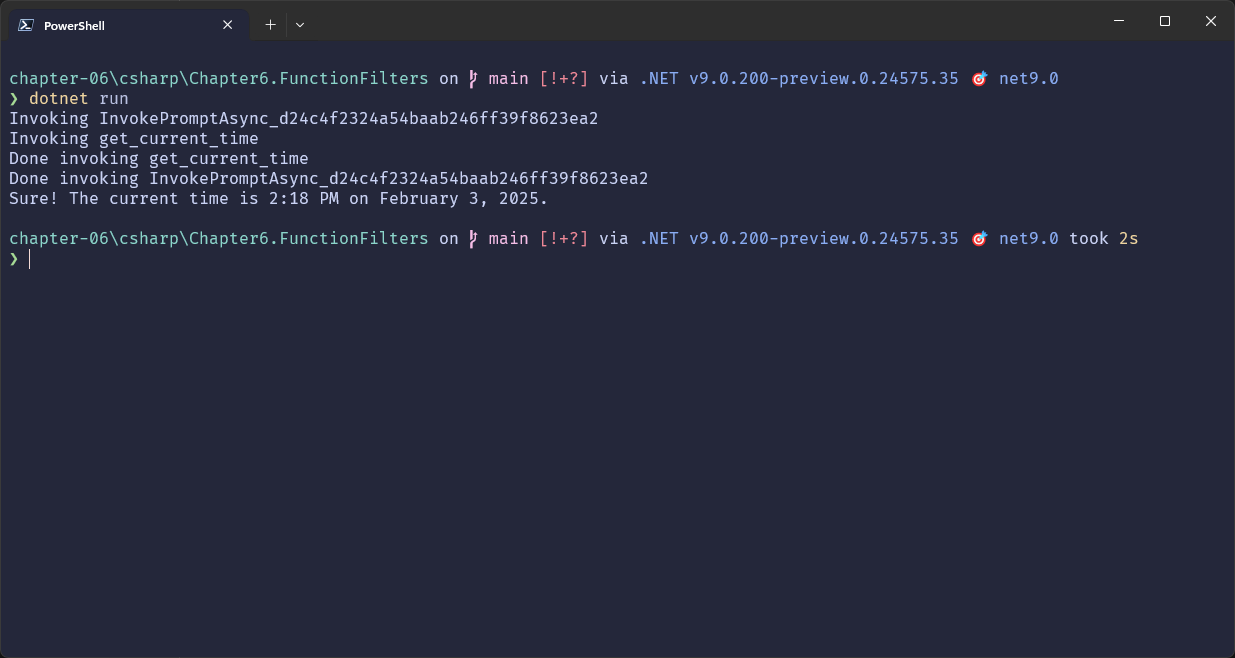 PowerShell
chapter-06\csharp\Chapter6.FunctionFilters on main [!+?] via .NET v9.0.200-preview.0.24575.35 🎯 net9.0
❯ dotnet run
Invoking InvokePromptAsync_d24c4f2324a54baab246ff39f8623ea2
Invoking get_current_time
Done invoking get_current_time
Done invoking InvokePromptAsync_d24c4f2324a54baab246ff39f8623ea2
Sure! The current time is 2:18 PM on February 3, 2025.
chapter-06\csharp\Chapter6.FunctionFilters on main [!+?] via .NET v9.0.200-preview.0.24575.35 🎯 net9.0 took 2s
❯